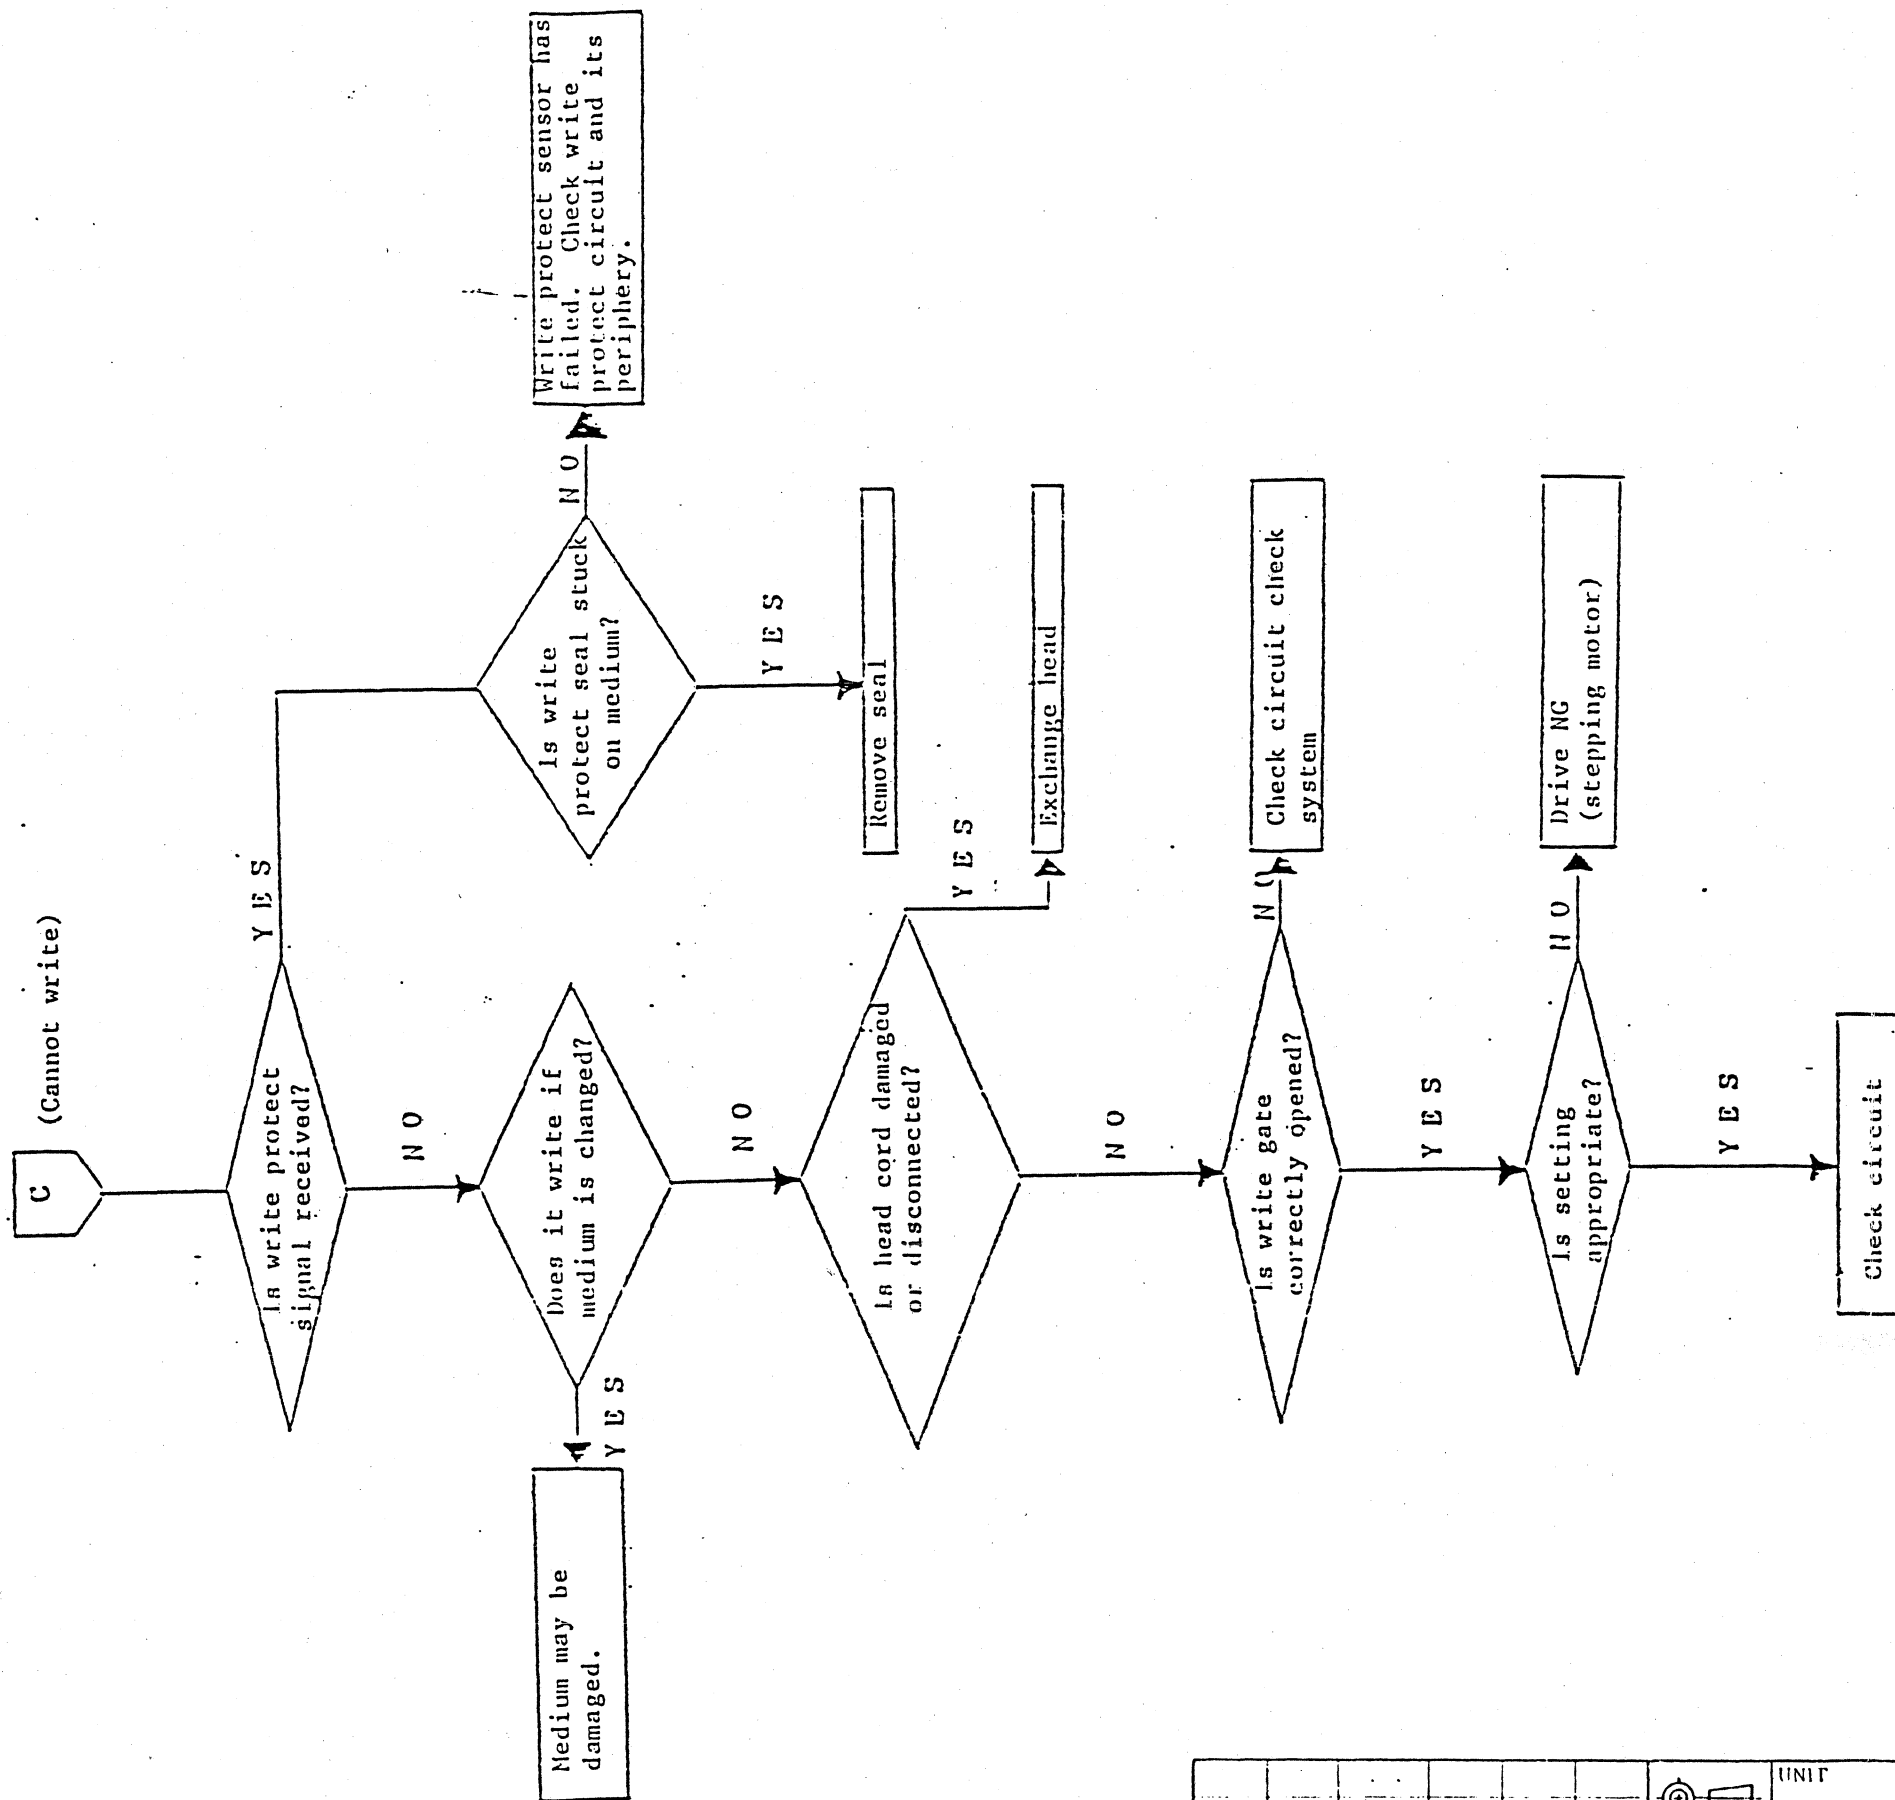 C
(Cannot write)
Is write protect
signal received?
YES
NO
Is write
protect seal stuck
on medium?
NO
Write protect sensor has
failed. Check write
protect circuit and its
periphery.
YES
Remove seal
Does it write if
medium is changed?
YES
Medium may be
damaged.
NO
Is head cord damaged
or disconnected?
YES
Exchange head
NO
Is write gate
correctly opened?
NO
Check circuit check
system
YES
Is setting
appropriate?
NO
Drive NG
(stepping motor)
YES
Check circuit
UNIT